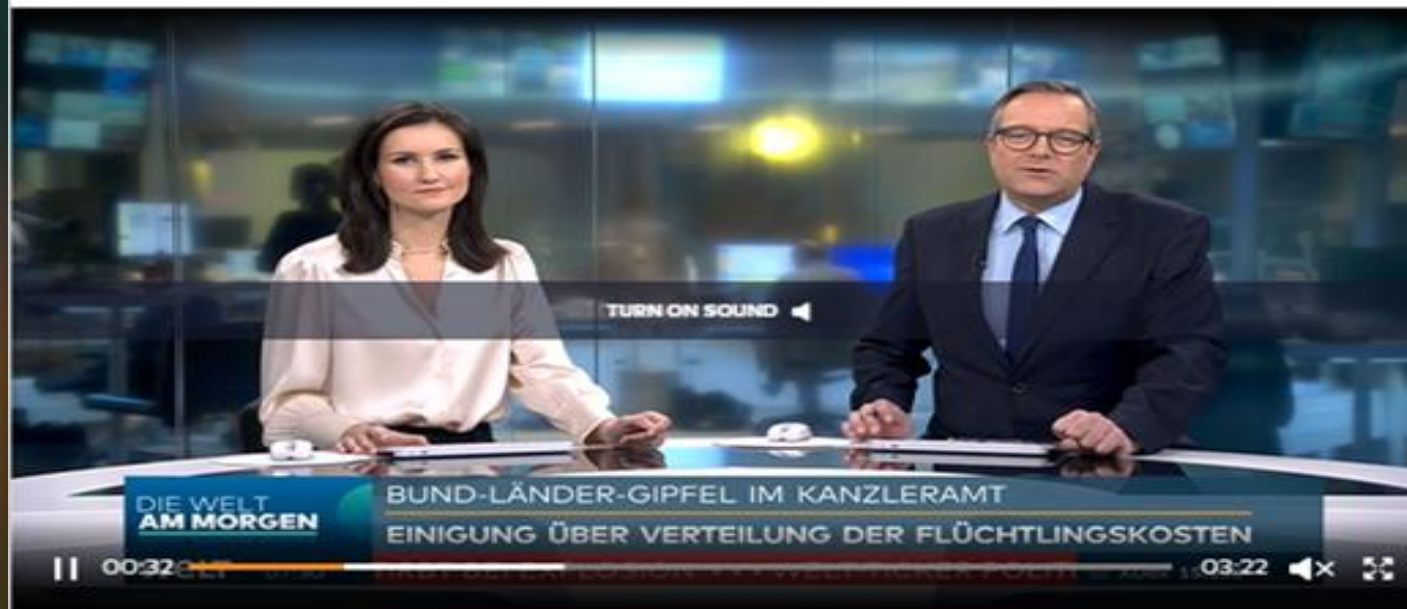 TURN ON SOUND
DIE WELT
AM MORGEN
BUND-LÄNDER-GIPFEL IM KANZLERAMT
EINIGUNG ÜBER VERTEILUNG DER FLÜCHTLINGSKOSTEN
00:32
03:22